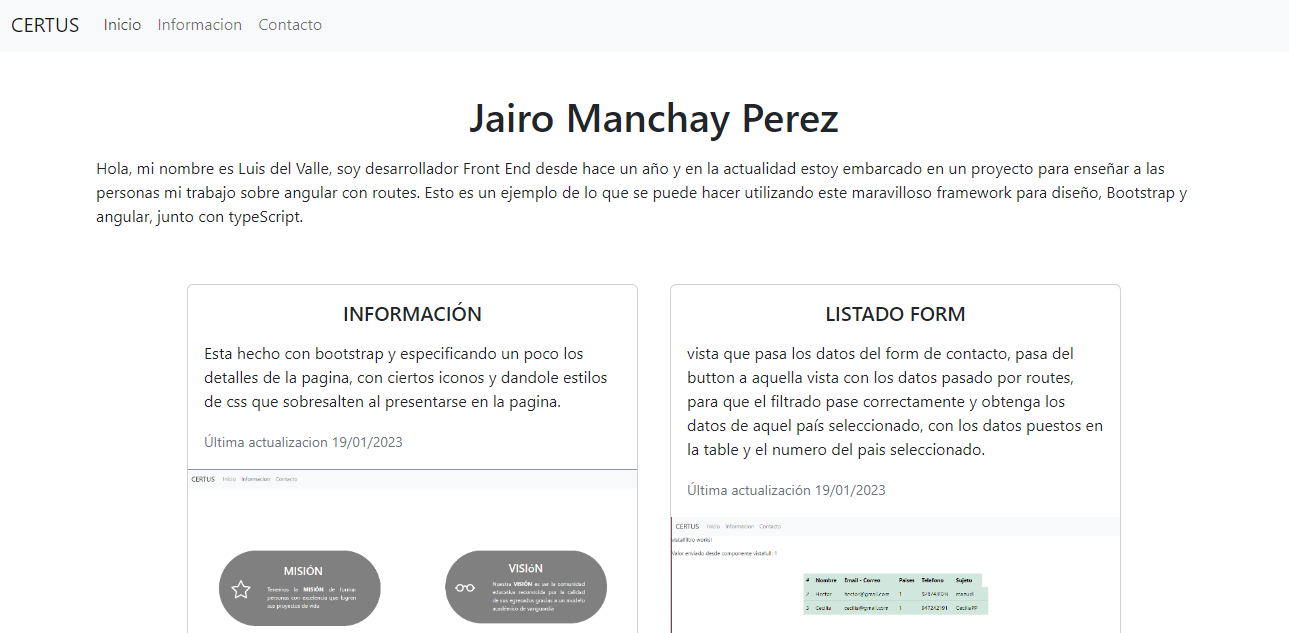 CERTUS Inicio Informacion Contacto
Jairo Manchay Perez
Hola, mi nombre es Luis del Valle, soy desarrollador Front End desde hace un año y en la actualidad estoy embarcado en un proyecto para enseñar a las
personas mi trabajo sobre angular con routes. Esto es un ejemplo de lo que se puede hacer utilizando este maravilloso framework para diseño, Bootstrap y
angular, junto con typeScript.
INFORMACIÓN
Esta hecho con bootstrap y especificando un poco los
detalles de la pagina, con ciertos iconos y dandole estilos
de css que sobresalten al presentarse en la pagina.
Última actualizacion 19/01/2023
CERTUS Inicio Informacion Contacto
MISIÓN
Tenemos la MISIÓN de formar
personas con excelencia que logren
sus proyectos de vida
VISIóN
Nuestra VISIÓN es ser la comunidad
educativa reconocida por la calidad
de sus egresados gracias a un modelo
académico de vanguardia
LISTADO FORM
vista que pasa los datos del form de contacto, pasa del
button a aquella vista con los datos pasado por routes,
para que el filtrado pase correctamente y obtenga los
datos de aquel país seleccionado, con los datos puestos en
la table y el numero del pais seleccionado.
Última actualización 19/01/2023
CERTUS Inicio Informacion Contacto
vistafiltro works!
Valor enviado desde componente vistafull: 1
# Nombre Email - Correo Paises Telefono Sujeto
2 Hector hector@gmail.com 1 manual
3 Cecilia cecilia@gmail.com 1 947242191 CeciliaPP